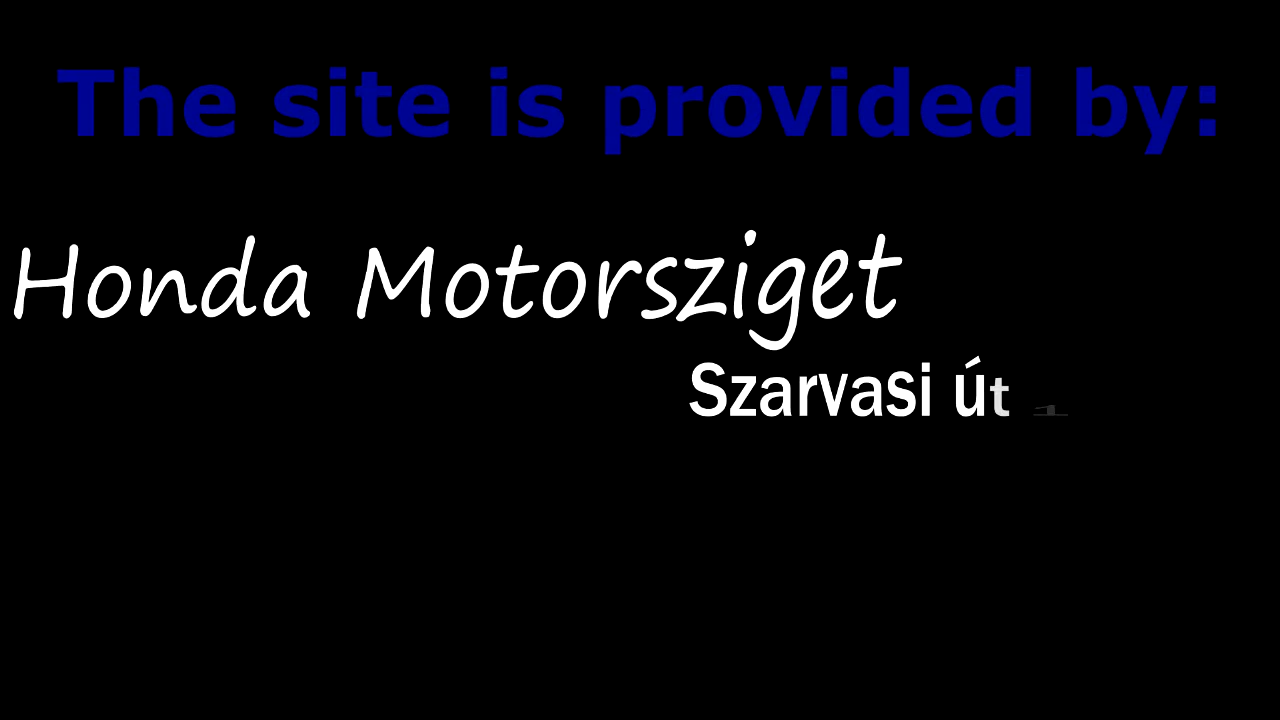 The site is provided by:
Honda Motorsziget
Szarvasi út